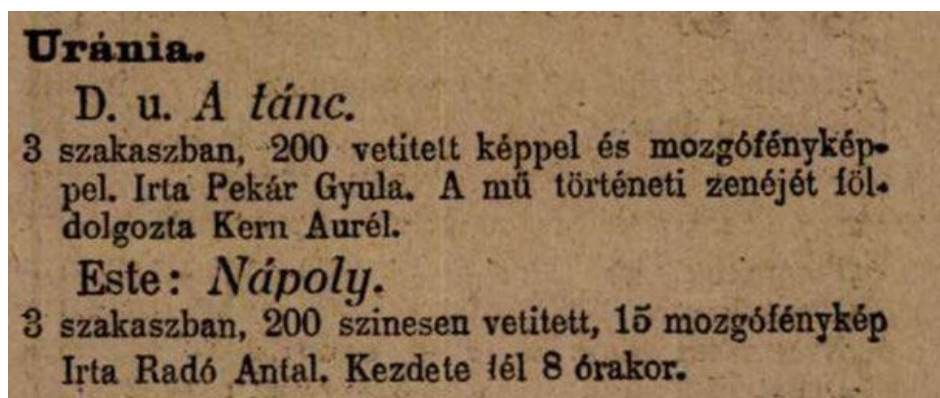 Uránia.
D. u. A tánc.
3 szakaszban, 200 vetitett képpel és mozgófénykép-
pel. Irta Pekár Gyula. A mű történeti zenéjét föl-
dolgozta Kern Aurél.
Este: Nápoly.
3 szakaszban, 200 szinesen vetitett, 15 mozgófénykép
Irta Radó Antal. Kezdete fél 8 órakor.